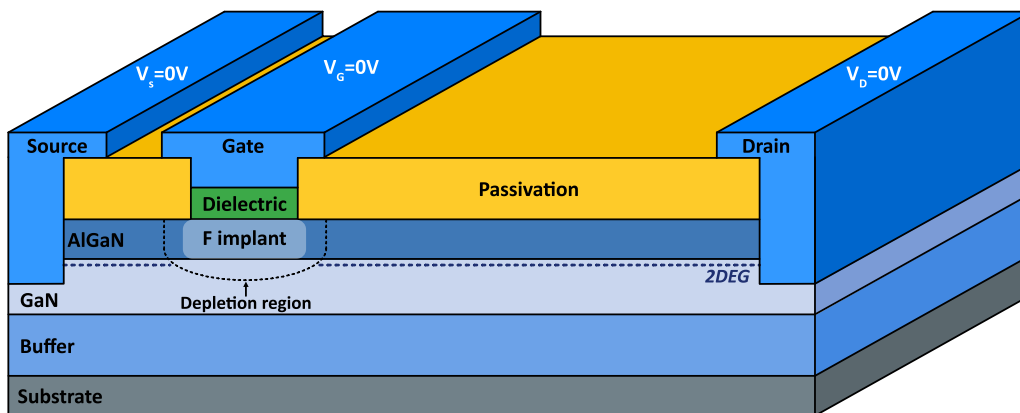 Vs=0V
VG=0V
VD=0V
Source
Gate
Drain
Dielectric
Passivation
AlGaN
F implant
2DEG
GaN
Depletion region
Buffer
Substrate